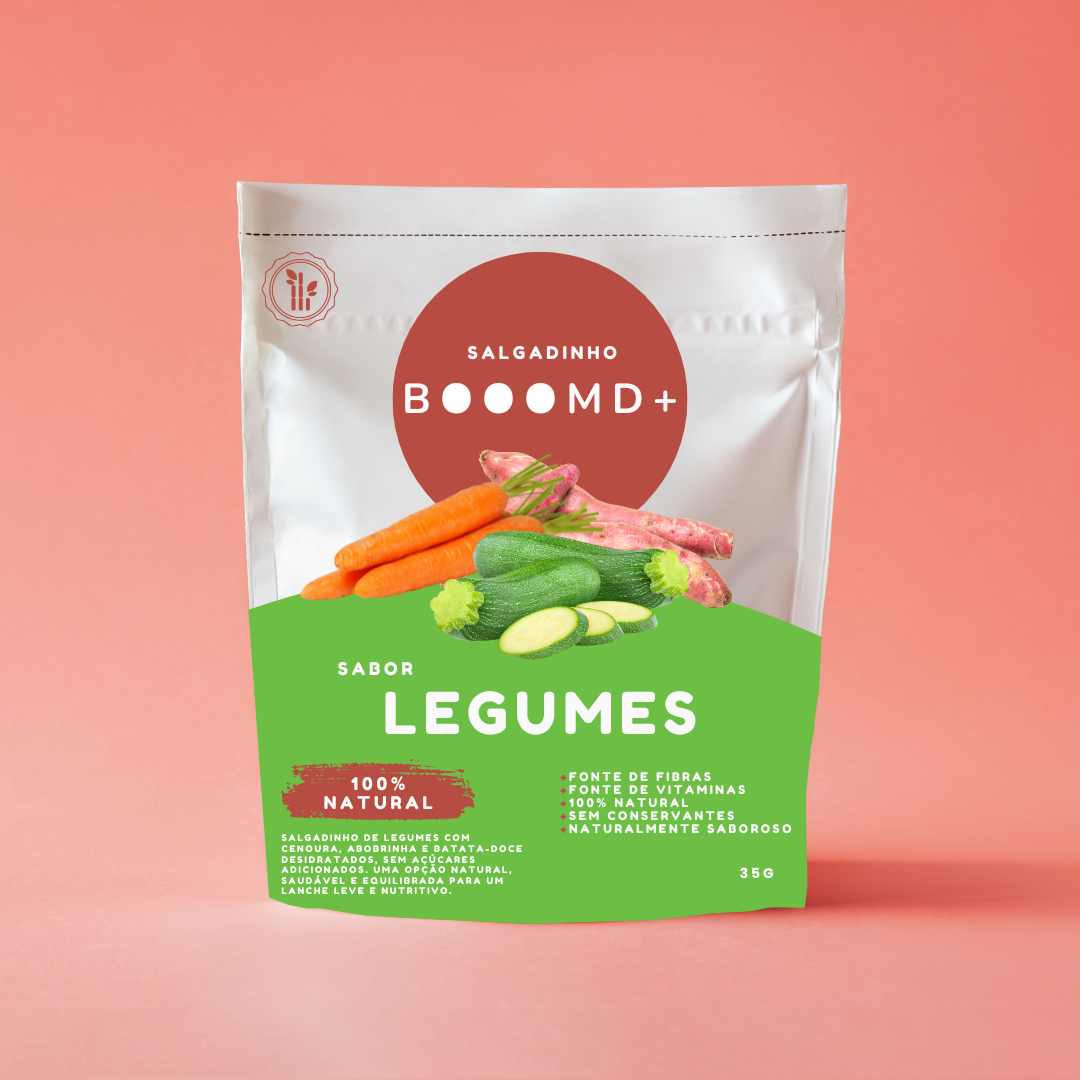 SALGADINHO
BOOOMD+
SABOR
LEGUMES
100%
NATURAL
SALGADINHO DE LEGUMES COM
CENOURA, ABOBRINHA E BATATA-DOCE
DESIDRATADOS, SEM AÇÚCARES
ADICIONADOS. UMA OPÇÃO NATURAL,
SAUDÁVEL E EQUILIBRADA PARA UM
LANCHE LEVE E NUTRITIVO.
+FONTE DE FIBRAS
+FONTE DE VITAMINAS
+100% NATURAL
+SEM CONSERVANTES
+NATURALMENTE SABOROSO
35G